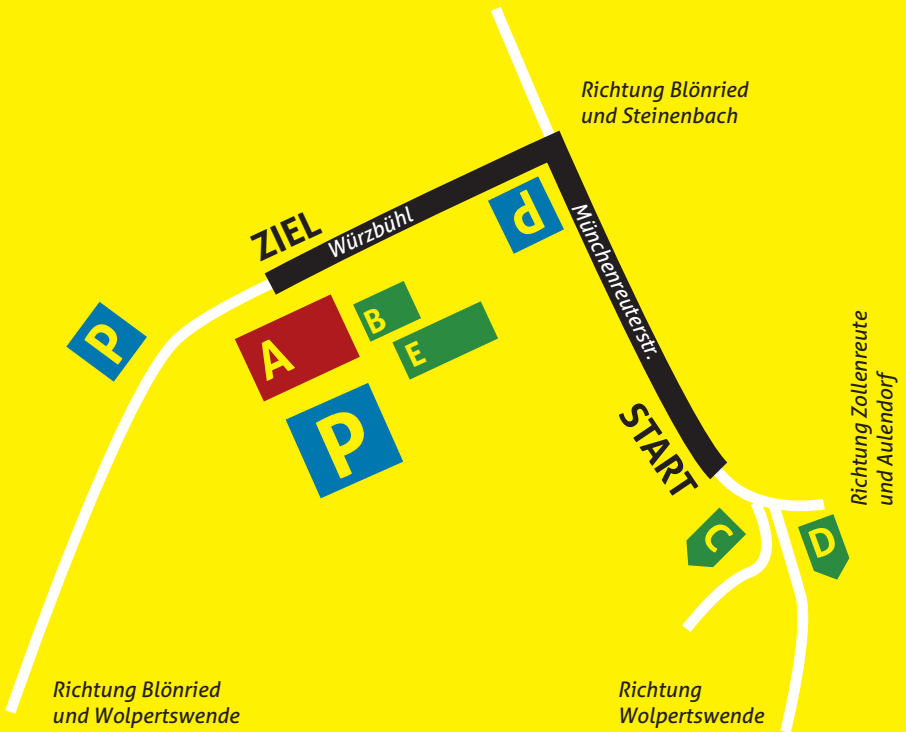 Richtung Blönried
und Steinenbach
ZIEL
Würzbühl
P
Münchenreuterstr.
P
A
B
E
P
START
Richtung Zollenreute
und Aulendorf
C
D
Richtung Blönried
und Wolpertswende
Richtung
Wolpertswende